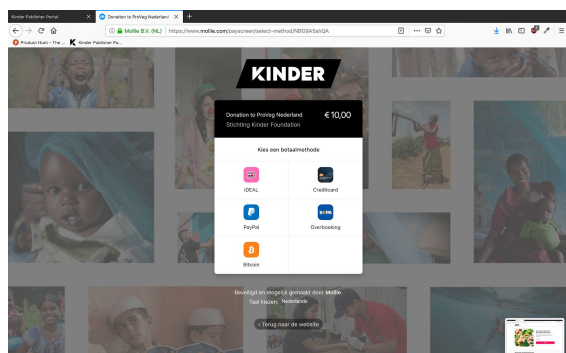 Kinder Publisher Portal
Donation to ProVeg Nederland
Mollie B.V. (NL)
https://www.mollie.com/payscreen/select-method/NBD9A5shQA
Product Hunt – The ...
Kinder Publisher Po...
KINDER
Donation to ProVeg Nederland
€ 10,00
Stichting Kinder Foundation
Kies een betaalmethode
iDEAL
Creditcard
PayPal
SEPA
Overboeking
Bitcoin
Beveiligd en mogelijk gemaakt door Mollie.
Taal kiezen: Nederlands
‹ Terug naar de website